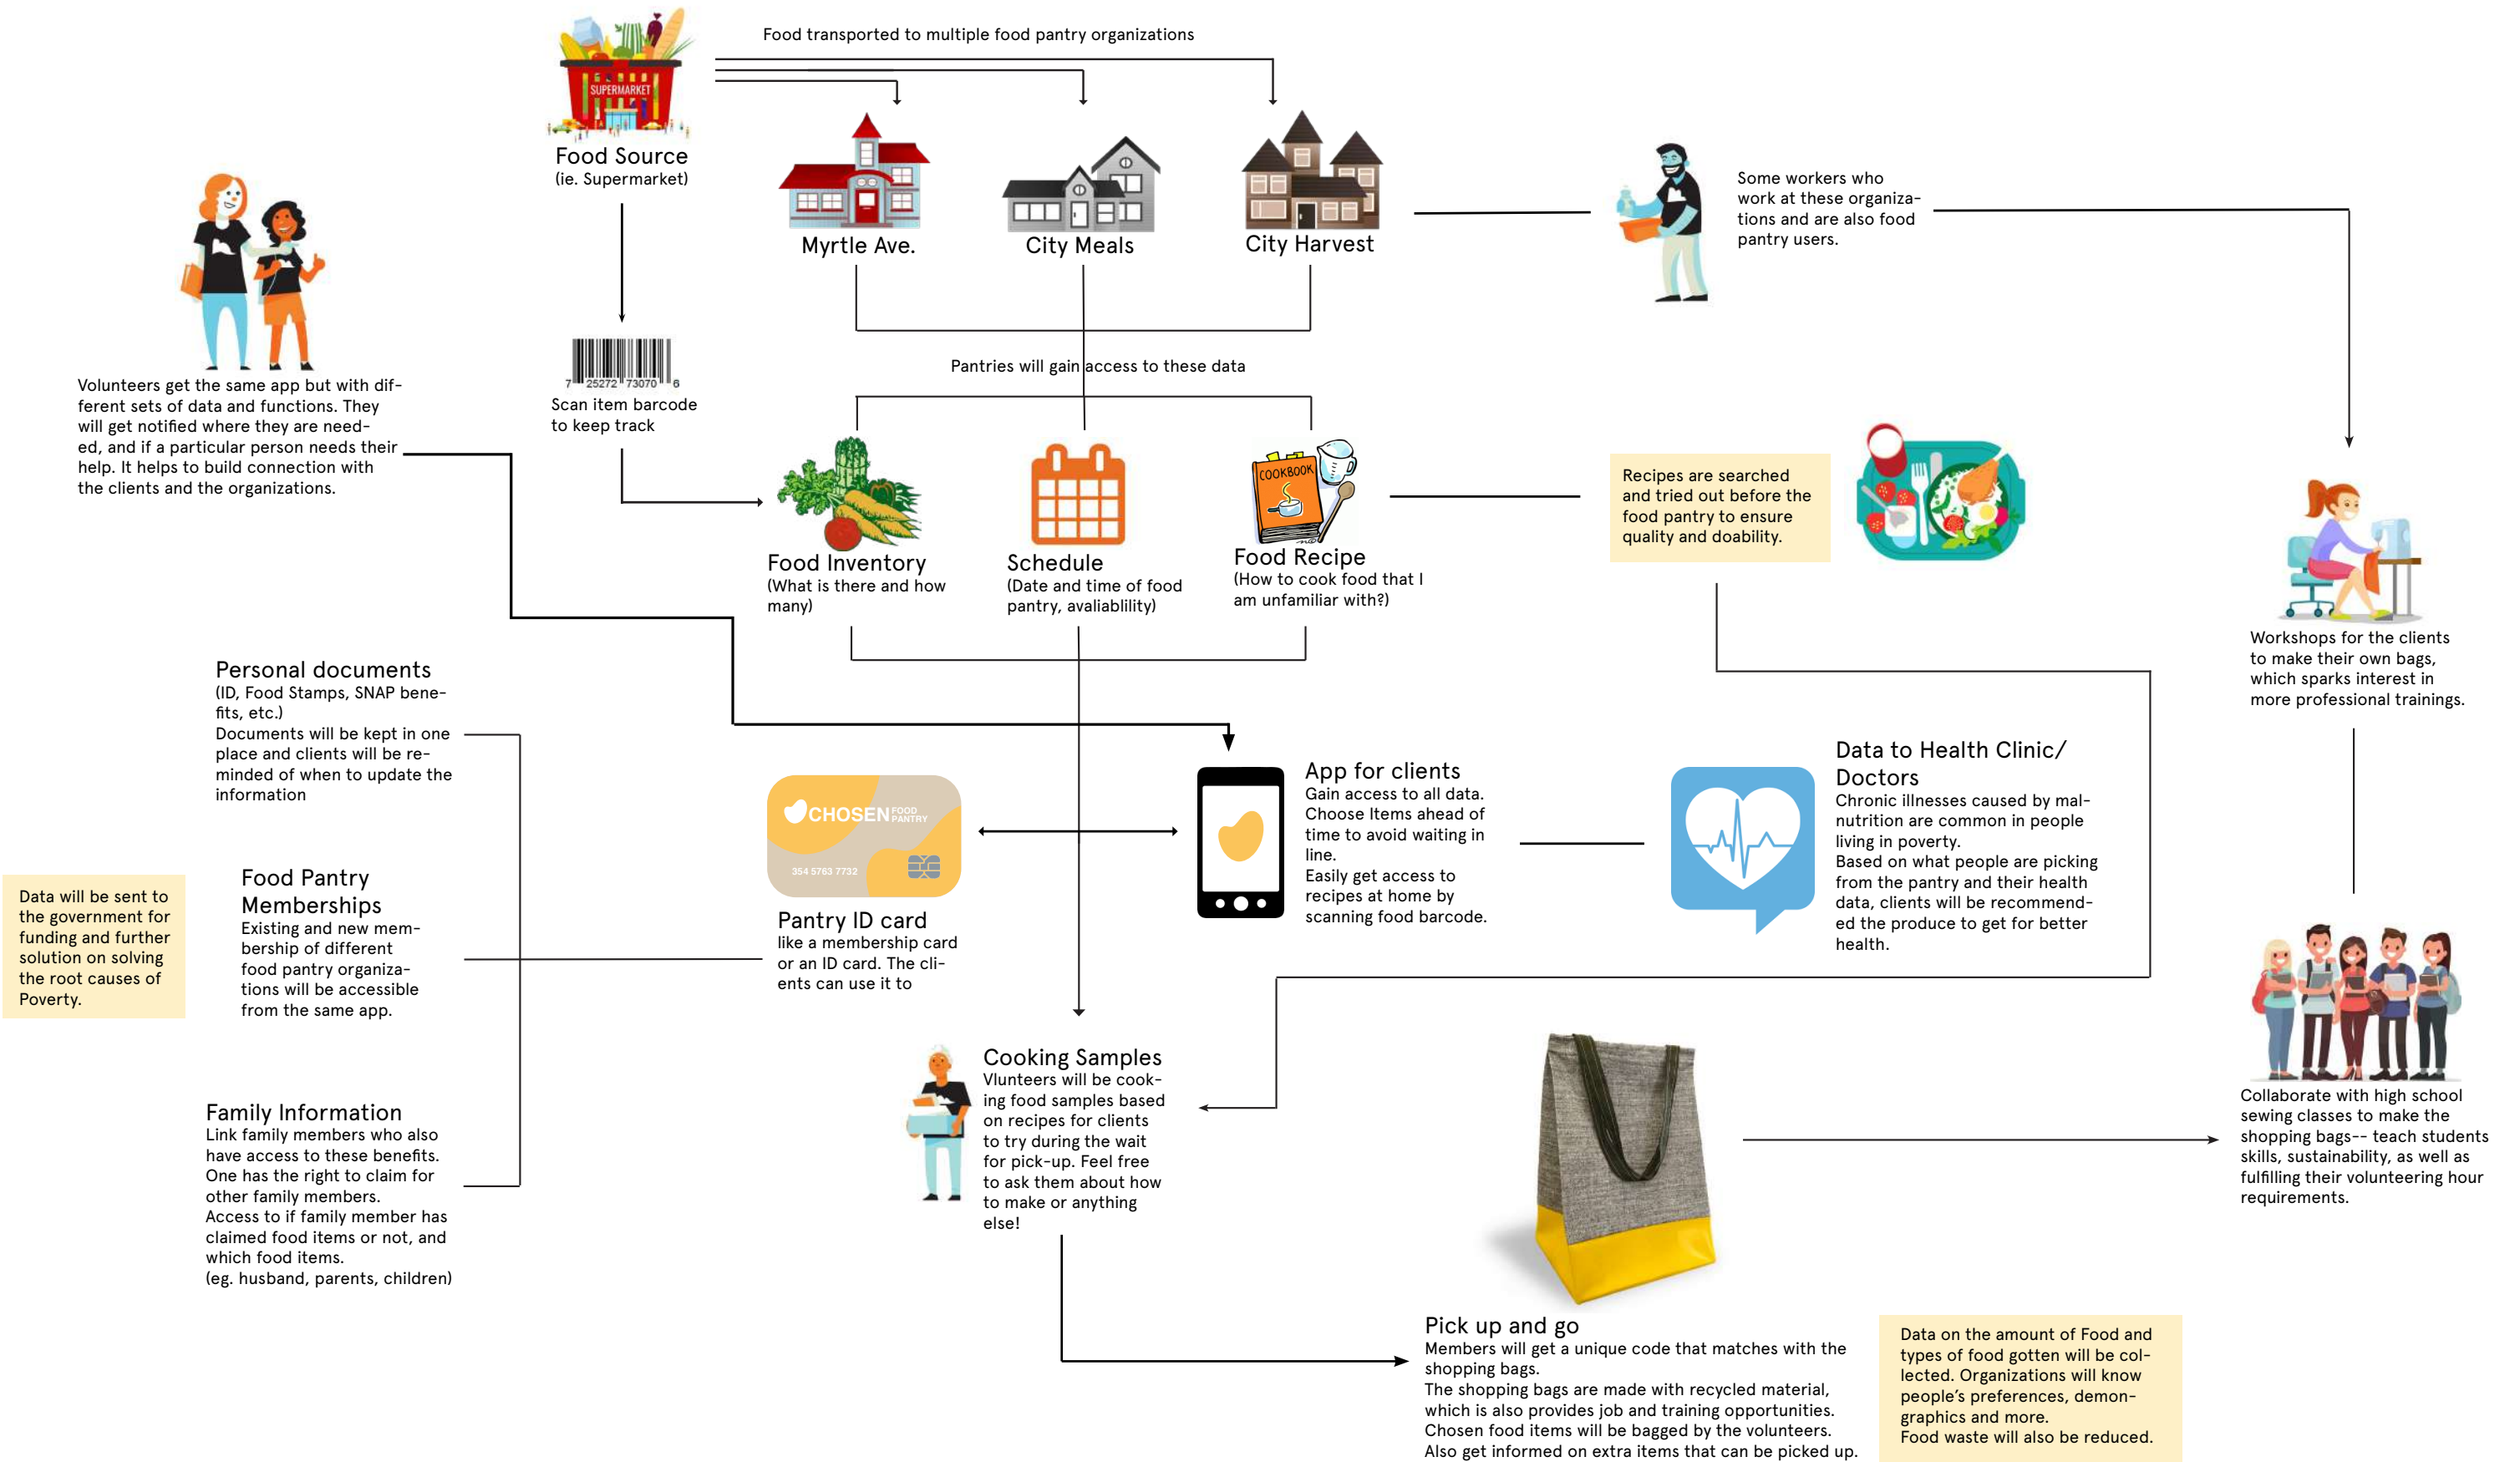 Food transported to multiple food pantry organizations
SUPERMARKET
Food Source
(ie. Supermarket)
Myrtle Ave.
City Meals
City Harvest
Some workers who
work at these organiza-
tions and are also food
pantry users.
Volunteers get the same app but with dif-
ferent sets of data and functions. They
will get notified where they are need-
ed, and if a particular person needs their
help. It helps to build connection with
the clients and the organizations.
7 25272 73070 6
Scan item barcode
to keep track
Pantries will gain access to these data
Food Inventory
(What is there and how
many)
Schedule
(Date and time of food
pantry, avaliablility)
COOKBOOK
Food Recipe
(How to cook food that I
am unfamiliar with?)
Recipes are searched
and tried out before the
food pantry to ensure
quality and doability.
Workshops for the clients
to make their own bags,
which sparks interest in
more professional trainings.
Personal documents
(ID, Food Stamps, SNAP bene-
fits, etc.)
Documents will be kept in one
place and clients will be re-
minded of when to update the
information
Data will be sent to
the government for
funding and further
solution on solving
the root causes of
Poverty.
Food Pantry
Memberships
Existing and new mem-
bership of different
food pantry organiza-
tions will be accessible
from the same app.
Family Information
Link family members who also
have access to these benefits.
One has the right to claim for
other family members.
Access to if family member has
claimed food items or not, and
which food items.
(eg. husband, parents, children)
CHOSEN FOOD PANTRY
354 5763 7732
Pantry ID card
like a membership card
or an ID card. The cli-
ents can use it to
App for clients
Gain access to all data.
Choose Items ahead of
time to avoid waiting in
line.
Easily get access to
recipes at home by
scanning food barcode.
Data to Health Clinic/
Doctors
Chronic illnesses caused by mal-
nutrition are common in people
living in poverty.
Based on what people are picking
from the pantry and their health
data, clients will be recommend-
ed the produce to get for better
health.
Cooking Samples
Vlunteers will be cook-
ing food samples based
on recipes for clients
to try during the wait
for pick-up. Feel free
to ask them about how
to make or anything
else!
Collaborate with high school
sewing classes to make the
shopping bags-- teach students
skills, sustainability, as well as
fulfilling their volunteering hour
requirements.
Pick up and go
Members will get a unique code that matches with the
shopping bags.
The shopping bags are made with recycled material,
which is also provides job and training opportunities.
Chosen food items will be bagged by the volunteers.
Also get informed on extra items that can be picked up.
Data on the amount of Food and
types of food gotten will be col-
lected. Organizations will know
people's preferences, demon-
graphics and more.
Food waste will also be reduced.